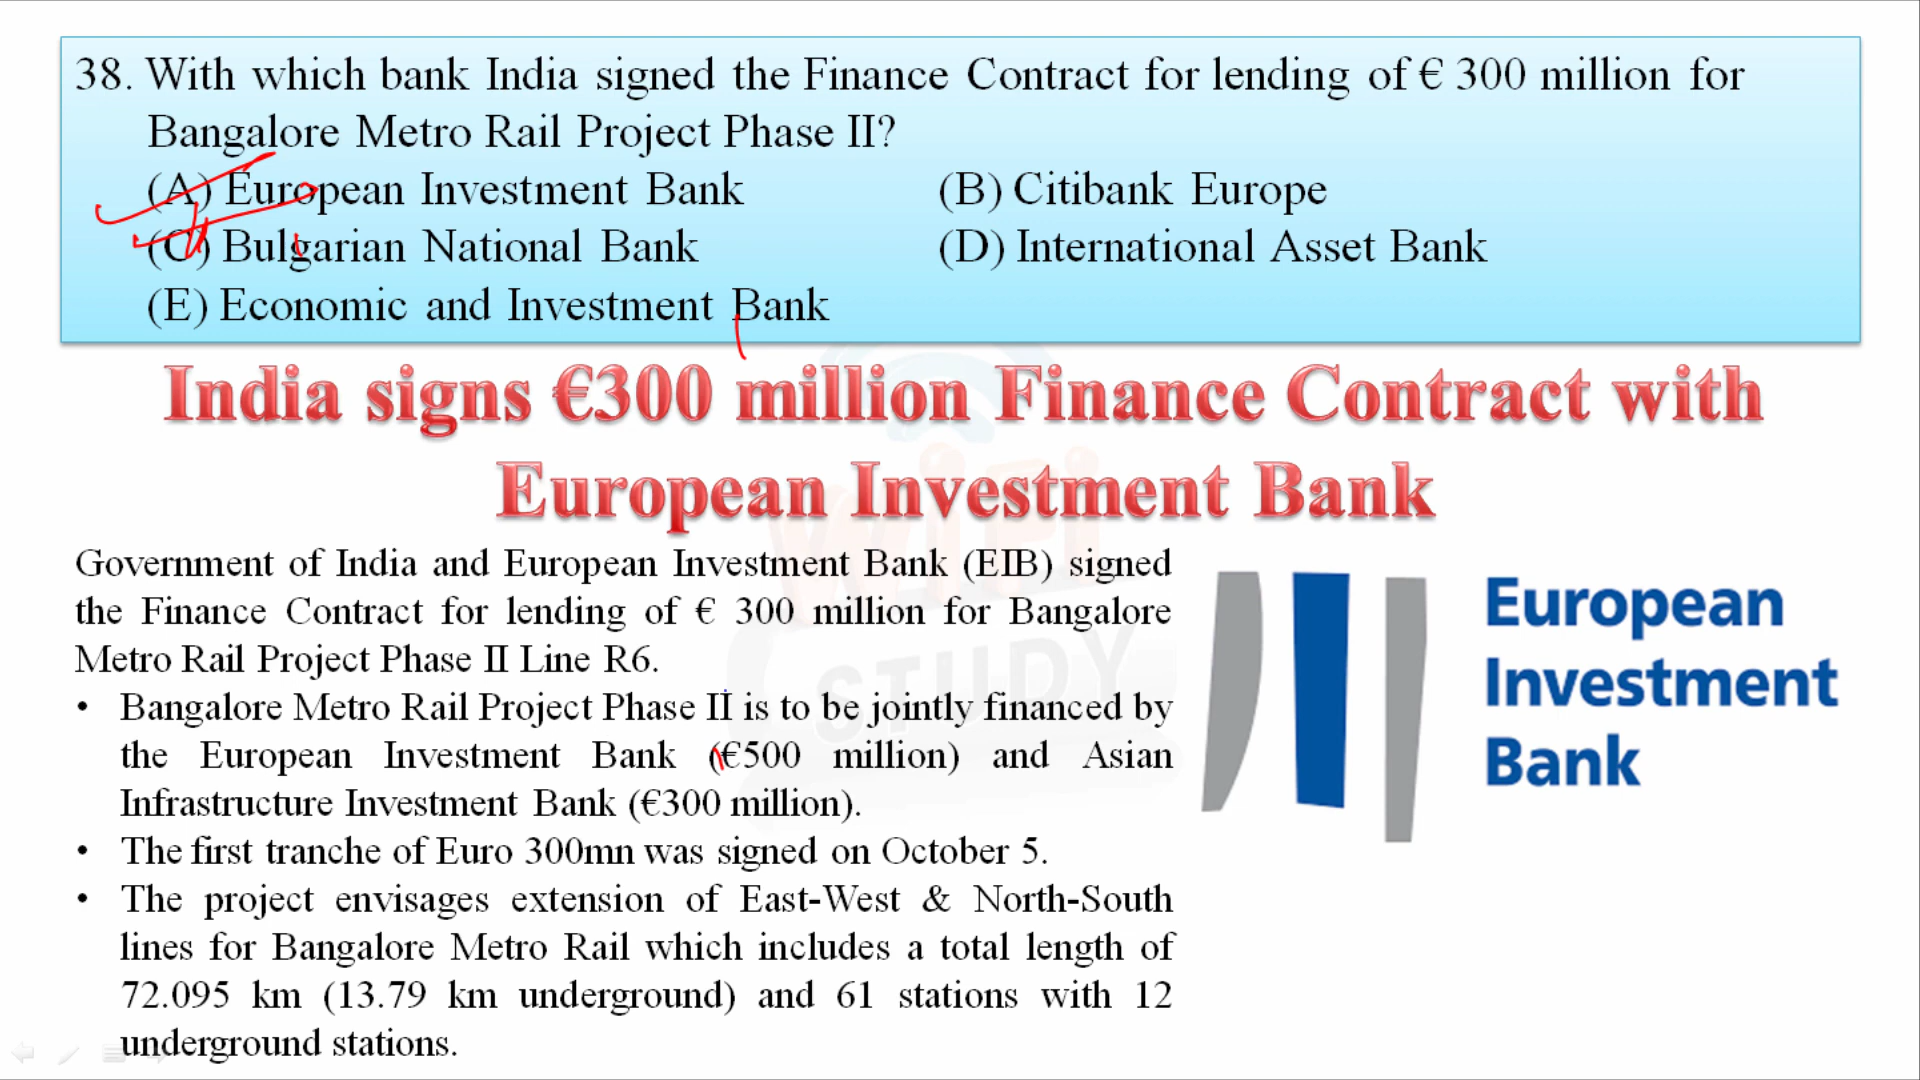 38. With which bank India signed the Finance Contract for lending of € 300 million for
Bangalore Metro Rail Project Phase II?
(A) European Investment Bank (B) Citibank Europe
(C) Bulgarian National Bank (D) International Asset Bank
(E) Economic and Investment Bank
India signs €300 million Finance Contract with
European Investment Bank
Government of India and European Investment Bank (EIB) signed
the Finance Contract for lending of € 300 million for Bangalore
Metro Rail Project Phase II Line R6.
• Bangalore Metro Rail Project Phase II is to be jointly financed by
the European Investment Bank (€500 million) and Asian
Infrastructure Investment Bank (€300 million).
• The first tranche of Euro 300mn was signed on October 5.
• The project envisages extension of East-West & North-South
lines for Bangalore Metro Rail which includes a total length of
72.095 km (13.79 km underground) and 61 stations with 12
underground stations.
European
Investment
Bank
WiFi
STUDY